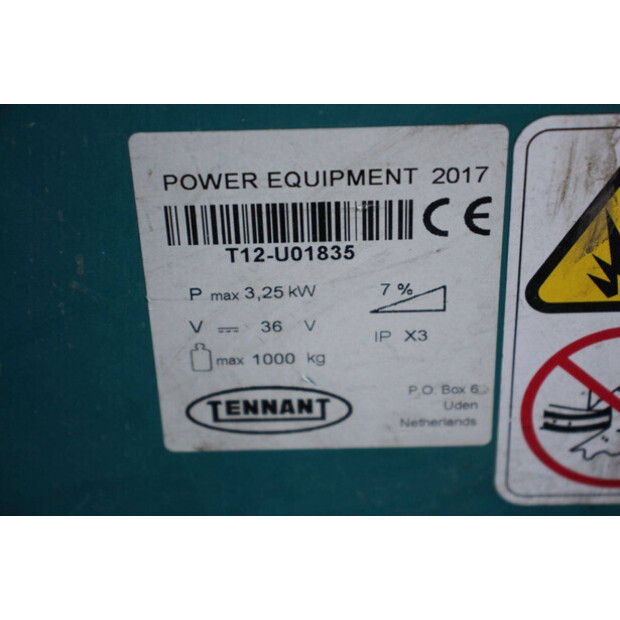 POWER EQUIPMENT 2017
CE
T12-U01835
P max 3,25 kW
7 %
V 36 V
IP X3
max 1000 kg
TENNANT
P.O. Box 6
Uden
Netherlands